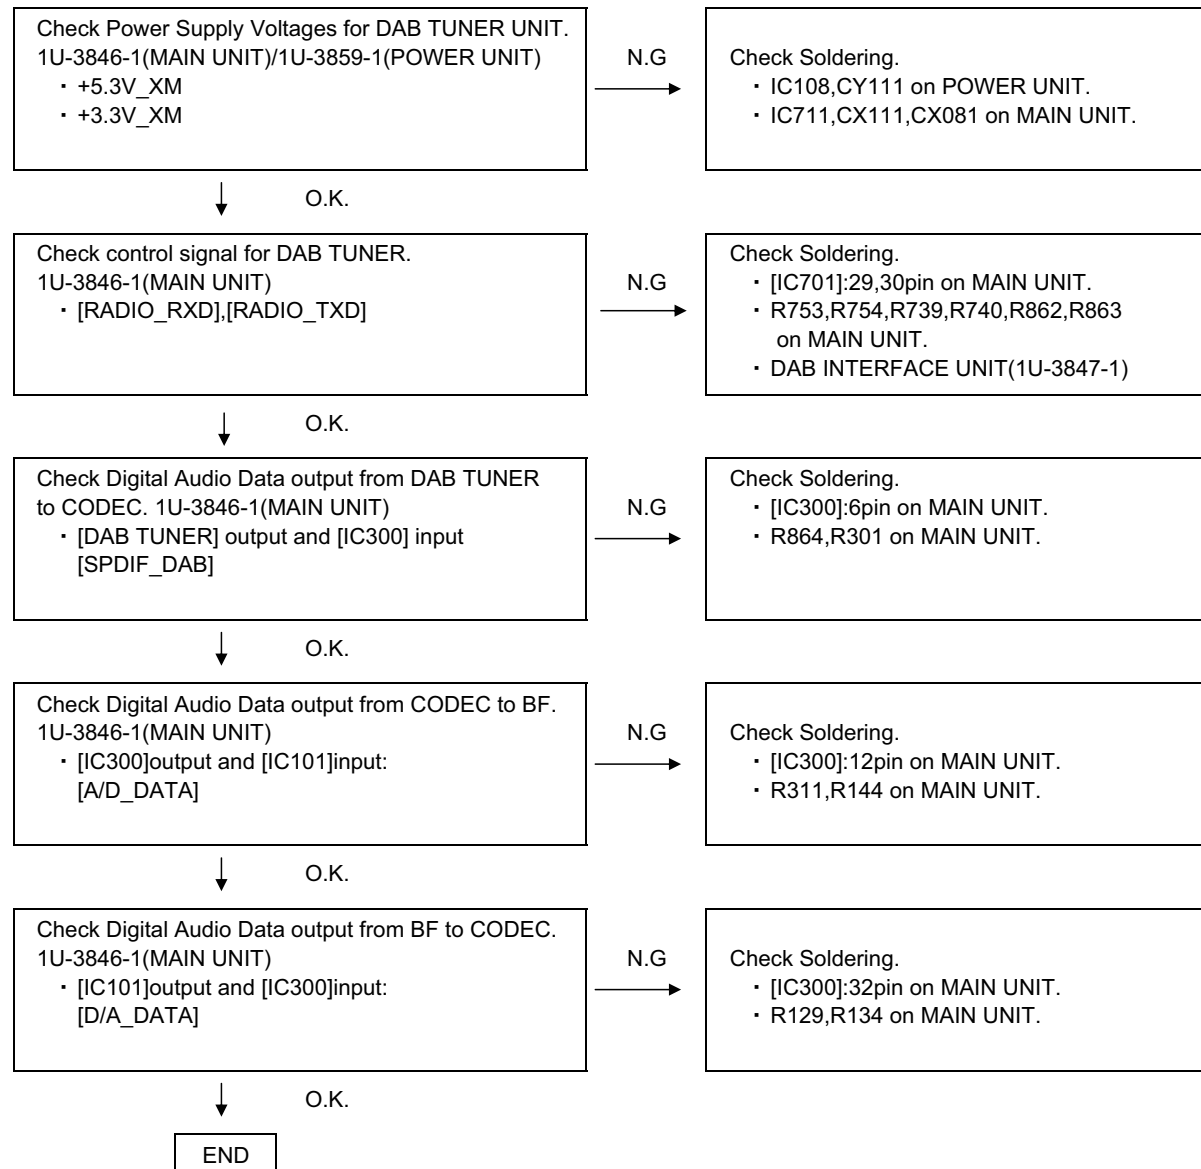 Check Power Supply Voltages for DAB TUNER UNIT.
1U-3846-1(MAIN UNIT)/1U-3859-1(POWER UNIT)
・+5.3V_XM
・+3.3V_XM
N.G
Check Soldering.
・IC108,CY111 on POWER UNIT.
・IC711,CX111,CX081 on MAIN UNIT.
O.K.
Check control signal for DAB TUNER.
1U-3846-1(MAIN UNIT)
・[RADIO_RXD],[RADIO_TXD]
N.G
Check Soldering.
・[IC701]:29,30pin on MAIN UNIT.
・R753,R754,R739,R740,R862,R863
on MAIN UNIT.
・DAB INTERFACE UNIT(1U-3847-1)
O.K.
Check Digital Audio Data output from DAB TUNER
to CODEC. 1U-3846-1(MAIN UNIT)
・[DAB TUNER] output and [IC300] input
[SPDIF_DAB]
N.G
Check Soldering.
・[IC300]:6pin on MAIN UNIT.
・R864,R301 on MAIN UNIT.
O.K.
Check Digital Audio Data output from CODEC to BF.
1U-3846-1(MAIN UNIT)
・[IC300]output and [IC101]input:
[A/D_DATA]
N.G
Check Soldering.
・[IC300]:12pin on MAIN UNIT.
・R311,R144 on MAIN UNIT.
O.K.
Check Digital Audio Data output from BF to CODEC.
1U-3846-1(MAIN UNIT)
・[IC101]output and [IC300]input:
[D/A_DATA]
N.G
Check Soldering.
・[IC300]:32pin on MAIN UNIT.
・R129,R134 on MAIN UNIT.
O.K.
END